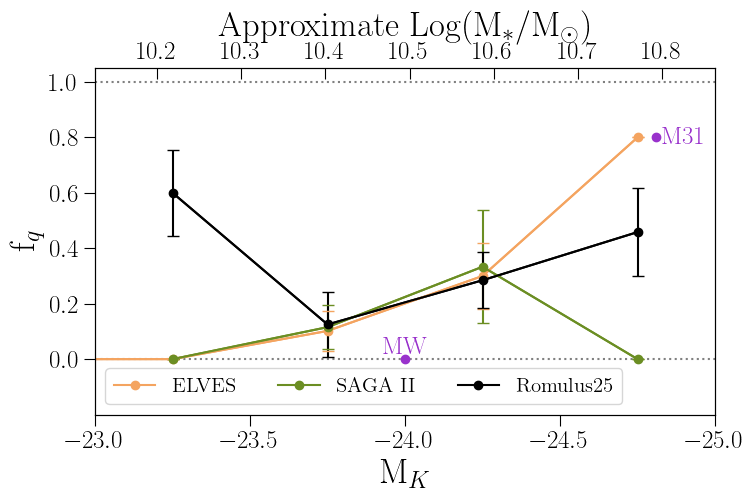 Approximate Log(M*/M⊙)
10.2 10.3 10.4 10.5 10.6 10.7 10.8
1.0
0.8
0.6
0.4
0.2
0.0
f_q
M31
MW
ELVES SAGA II Romulus25
−23.0 −23.5 −24.0 −24.5 −25.0
M_K